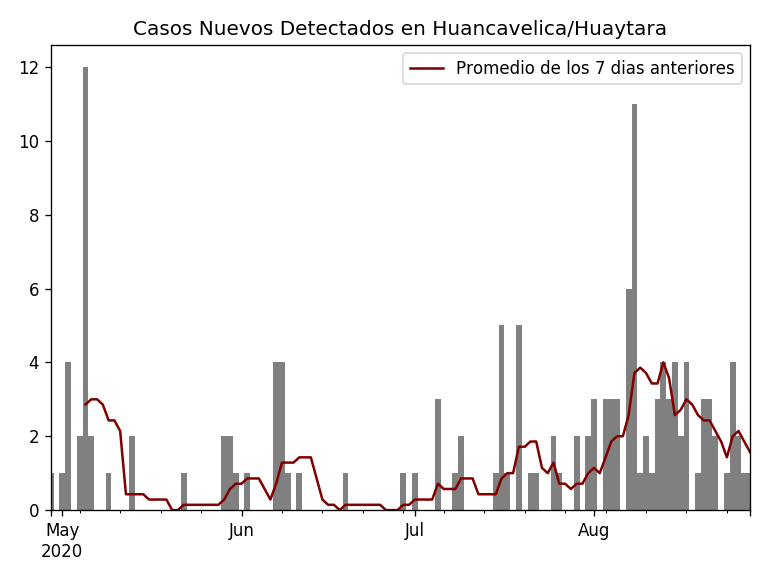 Casos Nuevos Detectados en Huancavelica/Huaytara
Promedio de los 7 dias anteriores
12
10
8
6
4
2
0
May
2020
Jun
Jul
Aug